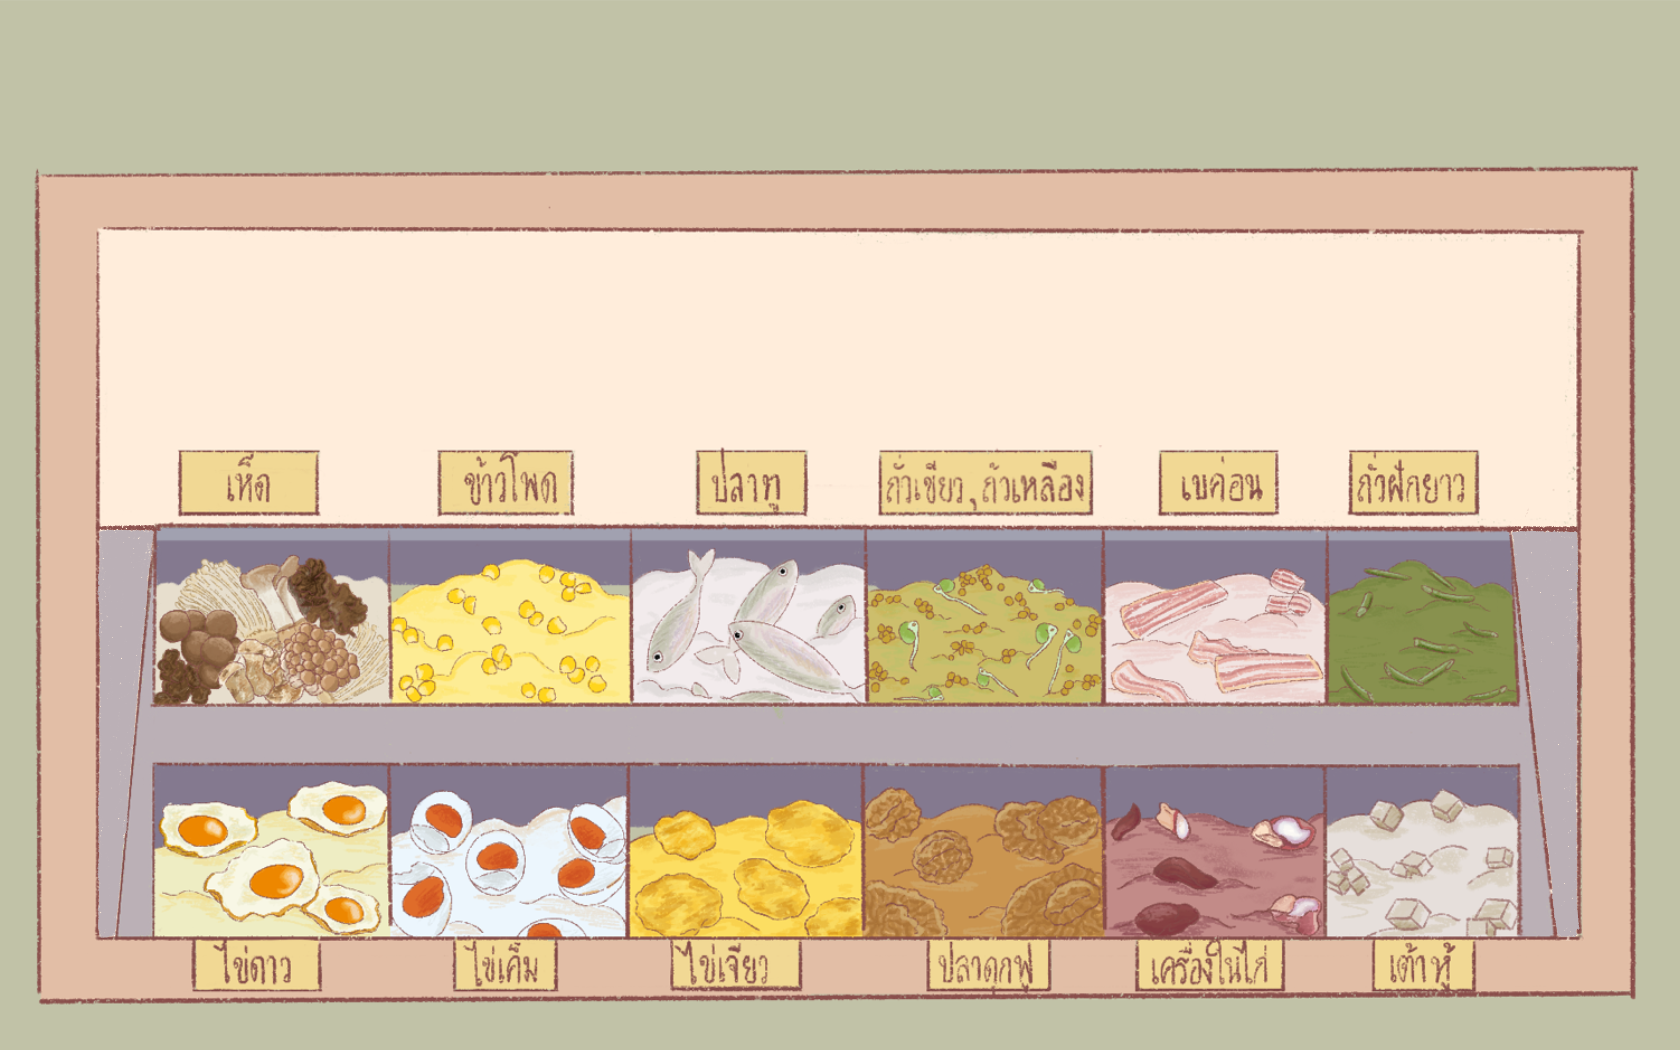 เห็ด
ข้าวโพด
ปลาทู
ถั่วเขียว,ถั่วเหลือง
เบค่อน
ถั่วฝักยาว
ไข่ดาว
ไข่เค็ม
ไข่เจียว
ปลาดุกฟู
เครื่องในไก่
เต้าหู้